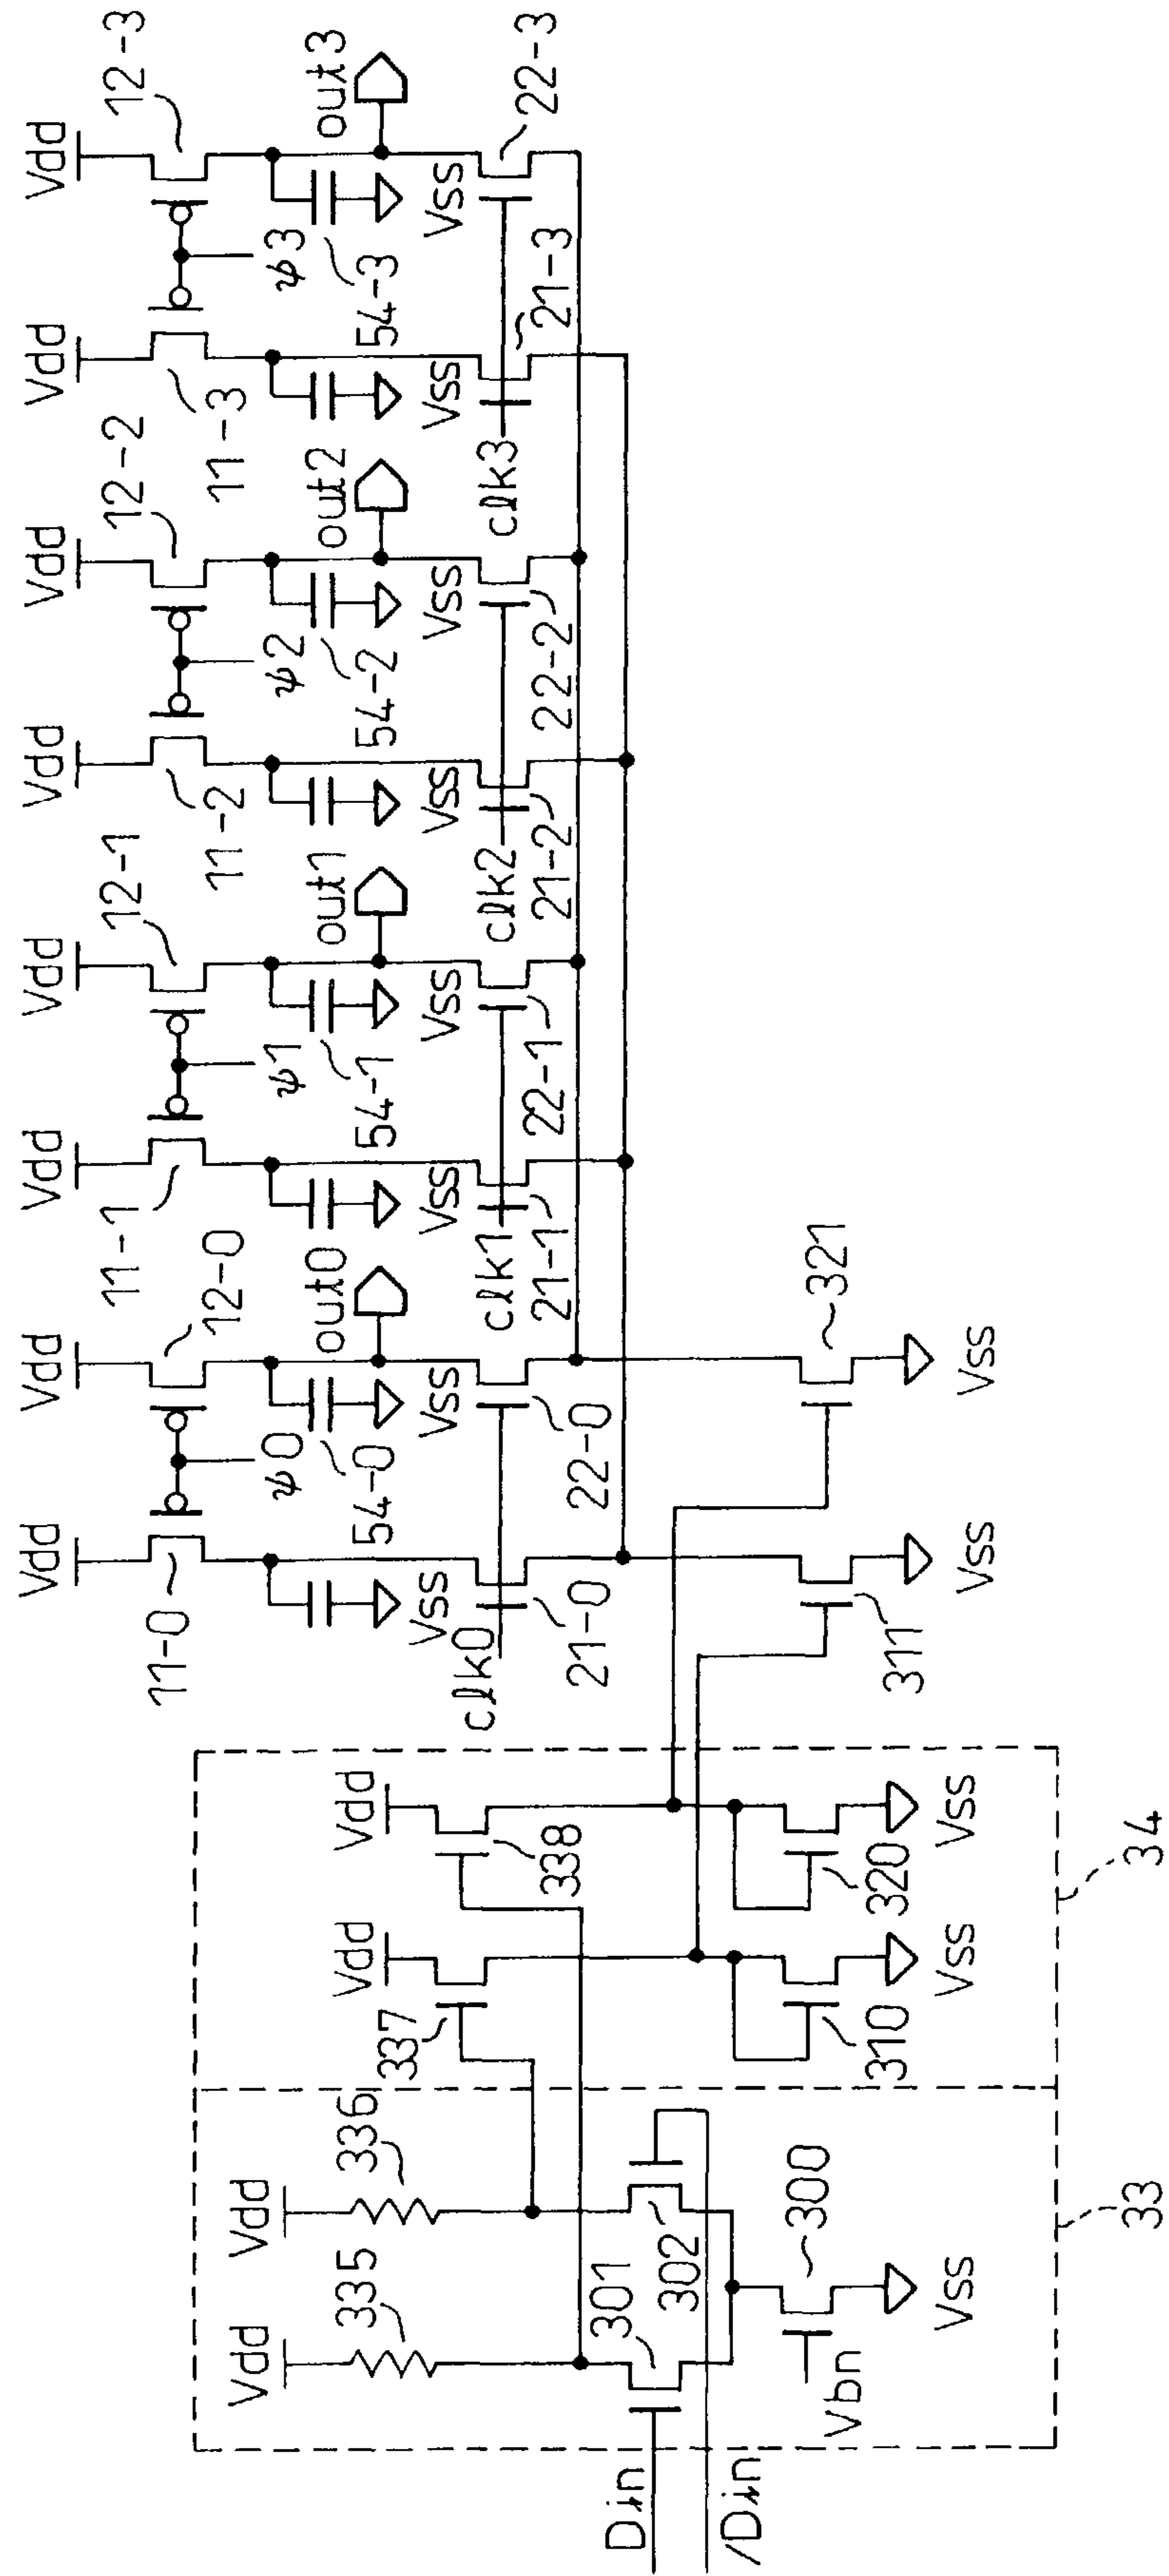 Vdd
Vdd
Vdd
Vdd
Vdd
Vdd
Vdd
Vdd
11-0
12-0
11-1
12-1
11-2
12-2
11-3
12-3
ψ0
ψ1
ψ2
ψ3
out0
out1
out2
out3
54-0
54-1
54-2
54-3
Vss
Vss
Vss
Vss
Vss
Vss
Vss
Vss
clk0
clk1
clk2
clk3
21-0
22-0
21-1
22-1
21-2
22-2
21-3
22-3
Vdd
Vdd
Vdd
Vdd
335
336
337
338
301
302
Din
/Din
Vbn
300
310
320
311
321
Vss
Vss
Vss
Vss
Vss
33
34